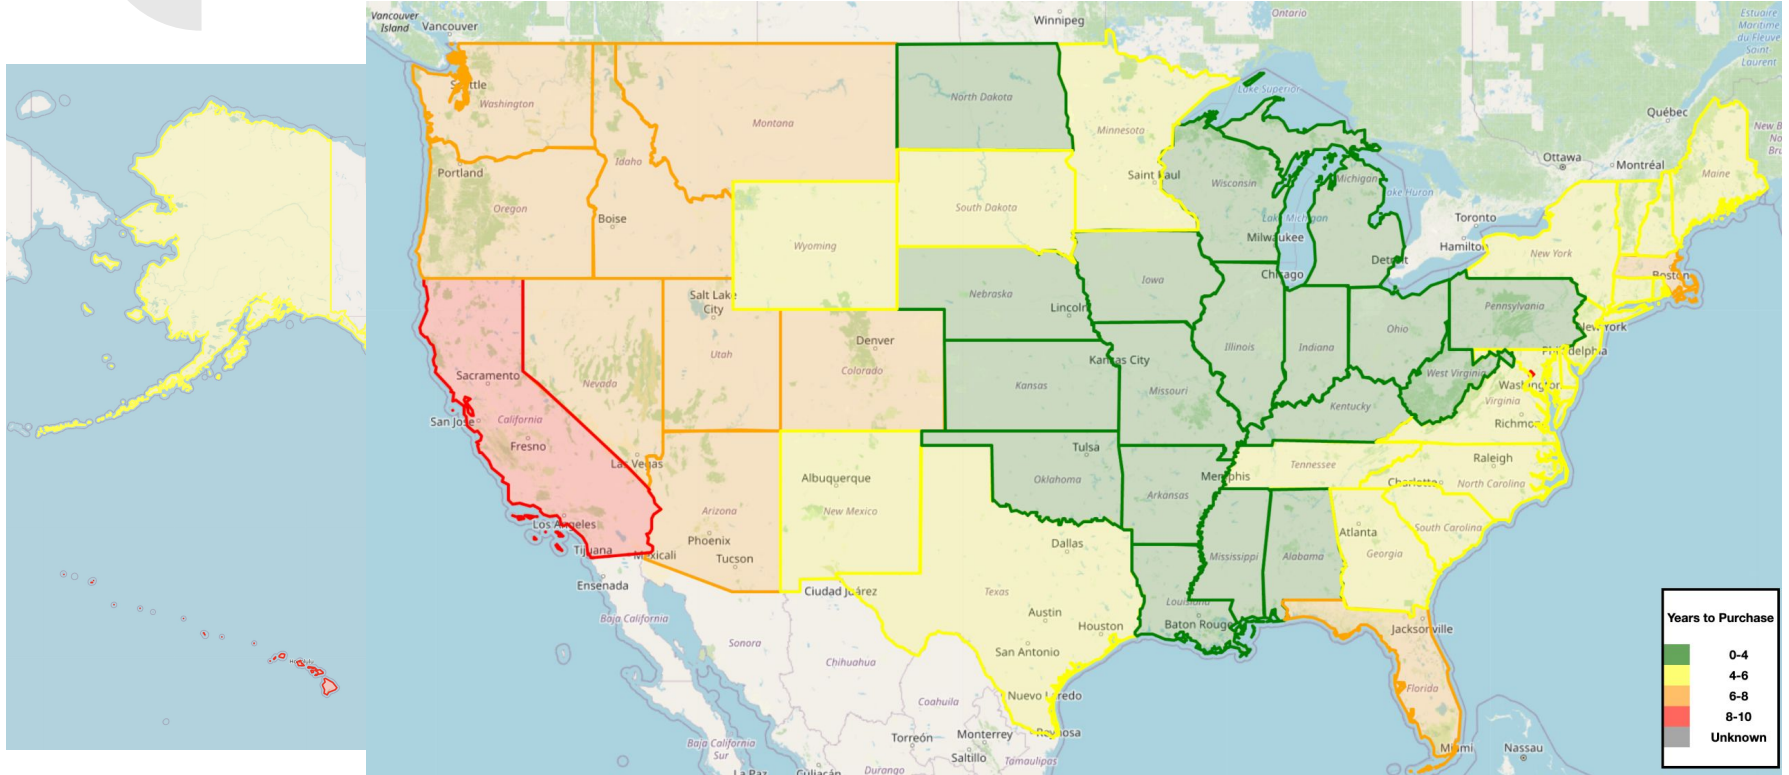 Vancouver
Island
Vancouver
Winnipeg
Ontario
Estuaire
Maritime
du Fleuve
Saint
Laurent
Lake Superior
Québec
Washington
Montana
North Dakota
Minnesota
Ottawa
Montréal
Maine
Idaho
Portland
Oregon
Boise
Saint Paul
Wisconsin
Michigan
Lake Huron
South Dakota
Wyoming
Lake Michigan
Milwaukee
Toronto
Hamilton
New York
Detroit
Chicago
Boston
Salt Lake
City
Nebraska
Iowa
Lincoln
Pennsylvania
New York
Ohio
Philadelphia
Denver
Utah
Colorado
Nevada
Kansas City
Illinois
Indiana
West Virginia
Washington
Sacramento
Kansas
Missouri
Kentucky
Virginia
Richmo
San Jose
California
Fresno
Las Vegas
Tulsa
Oklahoma
Albuquerque
New Mexico
Arkansas
Memphis
Tennessee
Raleigh
Charlotte
North Carolina
Los Angeles
Arizona
Phoenix
Tucson
Tijuana
Mexicali
Dallas
Mississippi
Alabama
Atlanta
Georgia
South Carolina
Ensenada
Ciudad Juárez
Texas
Austin
Houston
San Antonio
Louisiana
Baton Rouge
Jacksonville
Baja California
Sonora
Chihuahua
Coahuila
Nuevo Laredo
Reynosa
Florida
Miami
Nassau
Baja California
Sur
Torreón
Monterrey
Saltillo
Tamaulipas
La Paz
Culiacán
Durango
Years to Purchase
0-4
4-6
6-8
8-10
Unknown